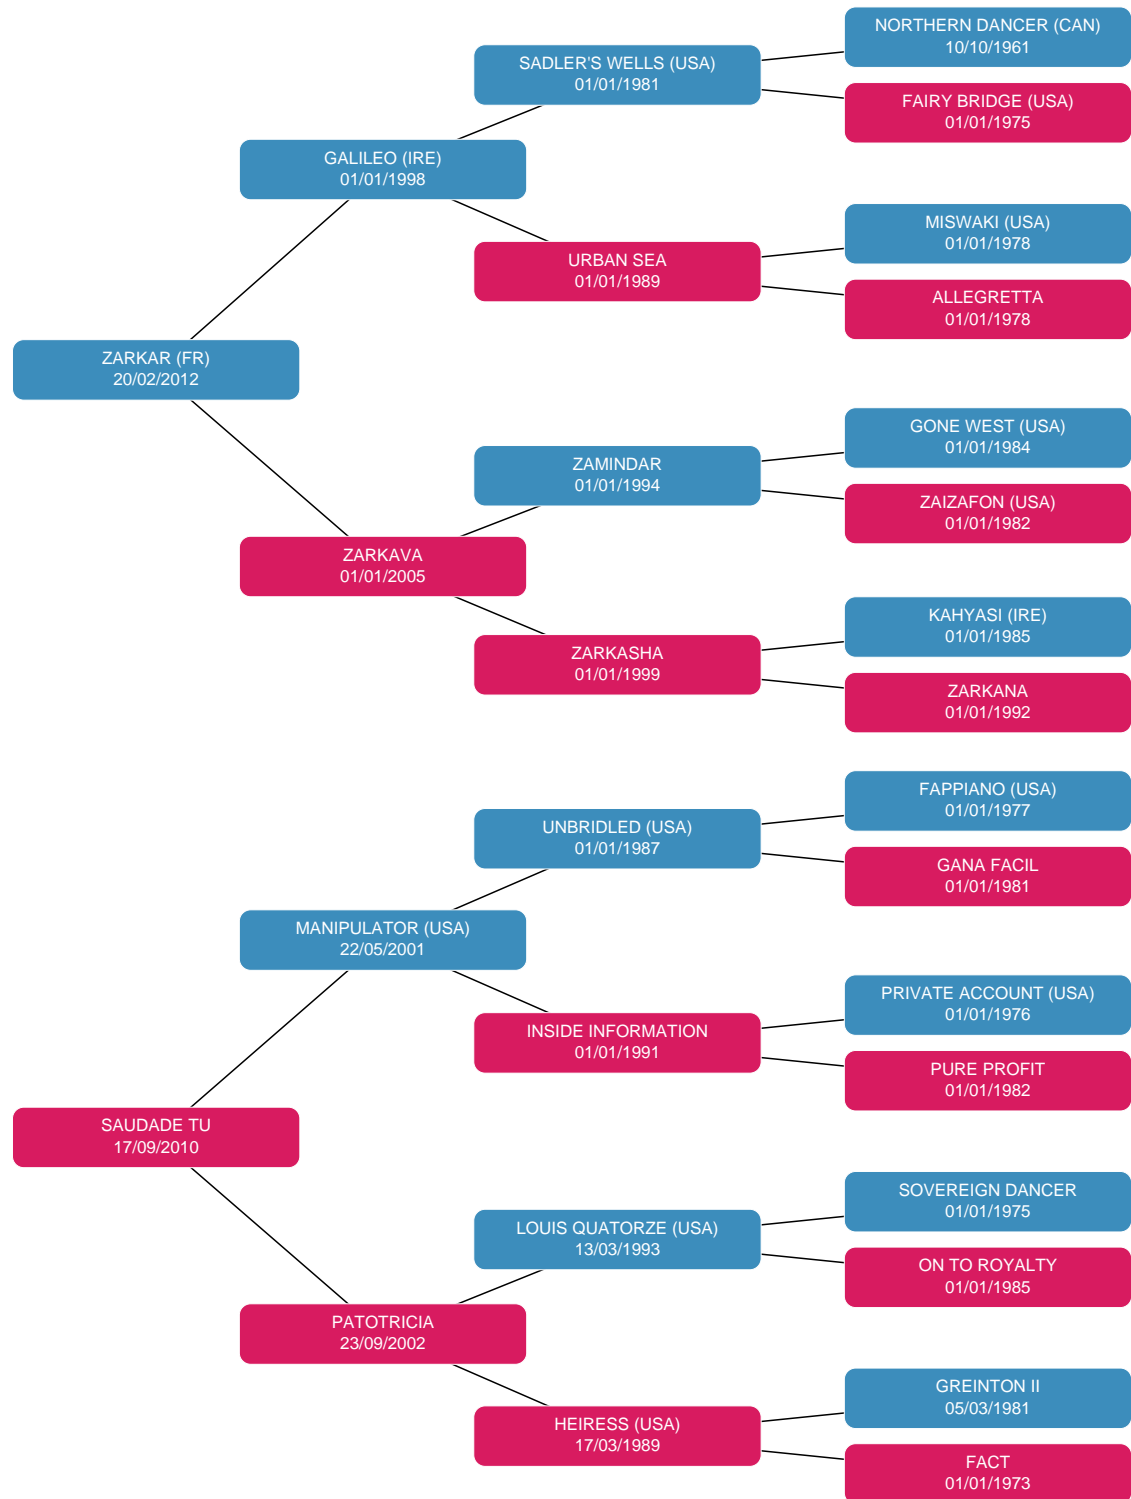 NORTHERN DANCER (CAN)
10/10/1961
SADLER'S WELLS (USA)
01/01/1981
FAIRY BRIDGE (USA)
01/01/1975
GALILEO (IRE)
01/01/1998
MISWAKI (USA)
01/01/1978
URBAN SEA
01/01/1989
ALLEGRETTA
01/01/1978
ZARKAR (FR)
20/02/2012
GONE WEST (USA)
01/01/1984
ZAMINDAR
01/01/1994
ZAIZAFON (USA)
01/01/1982
ZARKAVA
01/01/2005
KAHYASI (IRE)
01/01/1985
ZARKASHA
01/01/1999
ZARKANA
01/01/1992
FAPPIANO (USA)
01/01/1977
UNBRIDLED (USA)
01/01/1987
GANA FACIL
01/01/1981
MANIPULATOR (USA)
22/05/2001
PRIVATE ACCOUNT (USA)
01/01/1976
INSIDE INFORMATION
01/01/1991
PURE PROFIT
01/01/1982
SAUDADE TU
17/09/2010
SOVEREIGN DANCER
01/01/1975
LOUIS QUATORZE (USA)
13/03/1993
ON TO ROYALTY
01/01/1985
PATOTRICIA
23/09/2002
GREINTON II
05/03/1981
HEIRESS (USA)
17/03/1989
FACT
01/01/1973